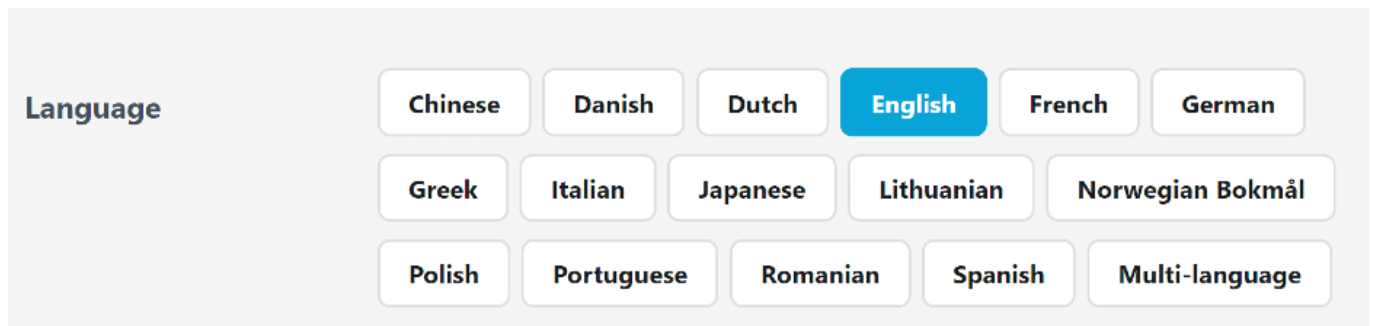 Language
Chinese Danish Dutch English French German
Greek Italian Japanese Lithuanian Norwegian Bokmål
Polish Portuguese Romanian Spanish Multi-language